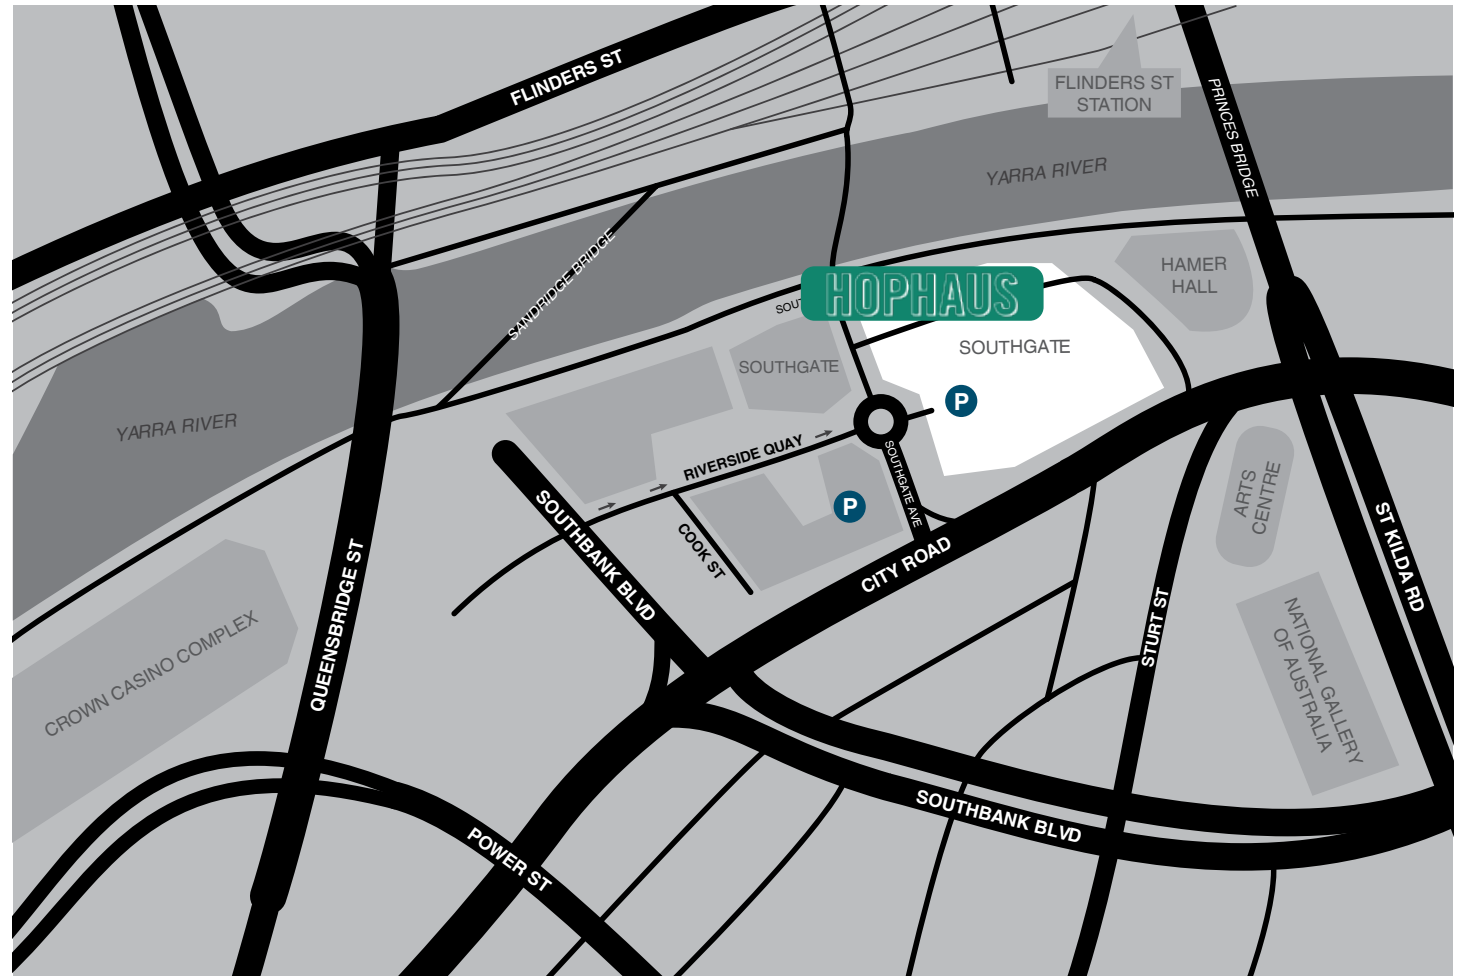 FLINDERS ST
FLINDERS ST
STATION
PRINCES BRIDGE
YARRA RIVER
SANDRIDGE BRIDGE
HAMER
HALL
HOPHAUS
SOUT
SOUTHGATE
SOUTHGATE
P
YARRA RIVER
RIVERSIDE QUAY
SOUTHGATE AVE
P
ARTS
CENTRE
SOUTHBANK BLVD
COOK ST
CITY ROAD
ST KILDA RD
QUEENSBRIDGE ST
STURT ST
CROWN CASINO COMPLEX
NATIONAL GALLERY
OF AUSTRALIA
SOUTHBANK BLVD
POWER ST